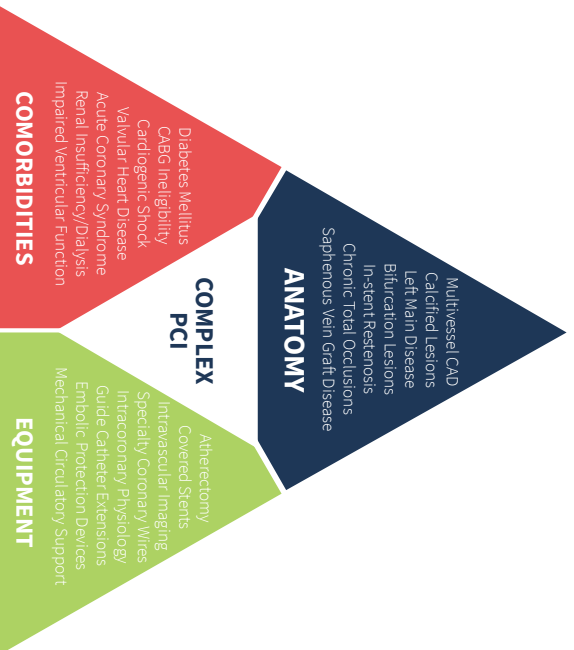 Multivessel CAD
Calcified Lesions
Left Main Disease
Bifurcation Lesions
In-stent Restenosis
Chronic Total Occlusions
Saphenous Vein Graft Disease
ANATOMY
COMPLEX
PCI
Diabetes Mellitus
CABG Ineligibility
Cardiogenic Shock
Valvular Heart Disease
Acute Coronary Syndrome
Renal Insufficiency/Dialysis
Impaired Ventricular Function
COMORBIDITIES
Atherectomy
Covered Stents
Intravascular Imaging
Specialty Coronary Wires
Intracoronary Physiology
Guide Catheter Extensions
Embolic Protection Devices
Mechanical Circulatory Support
EQUIPMENT